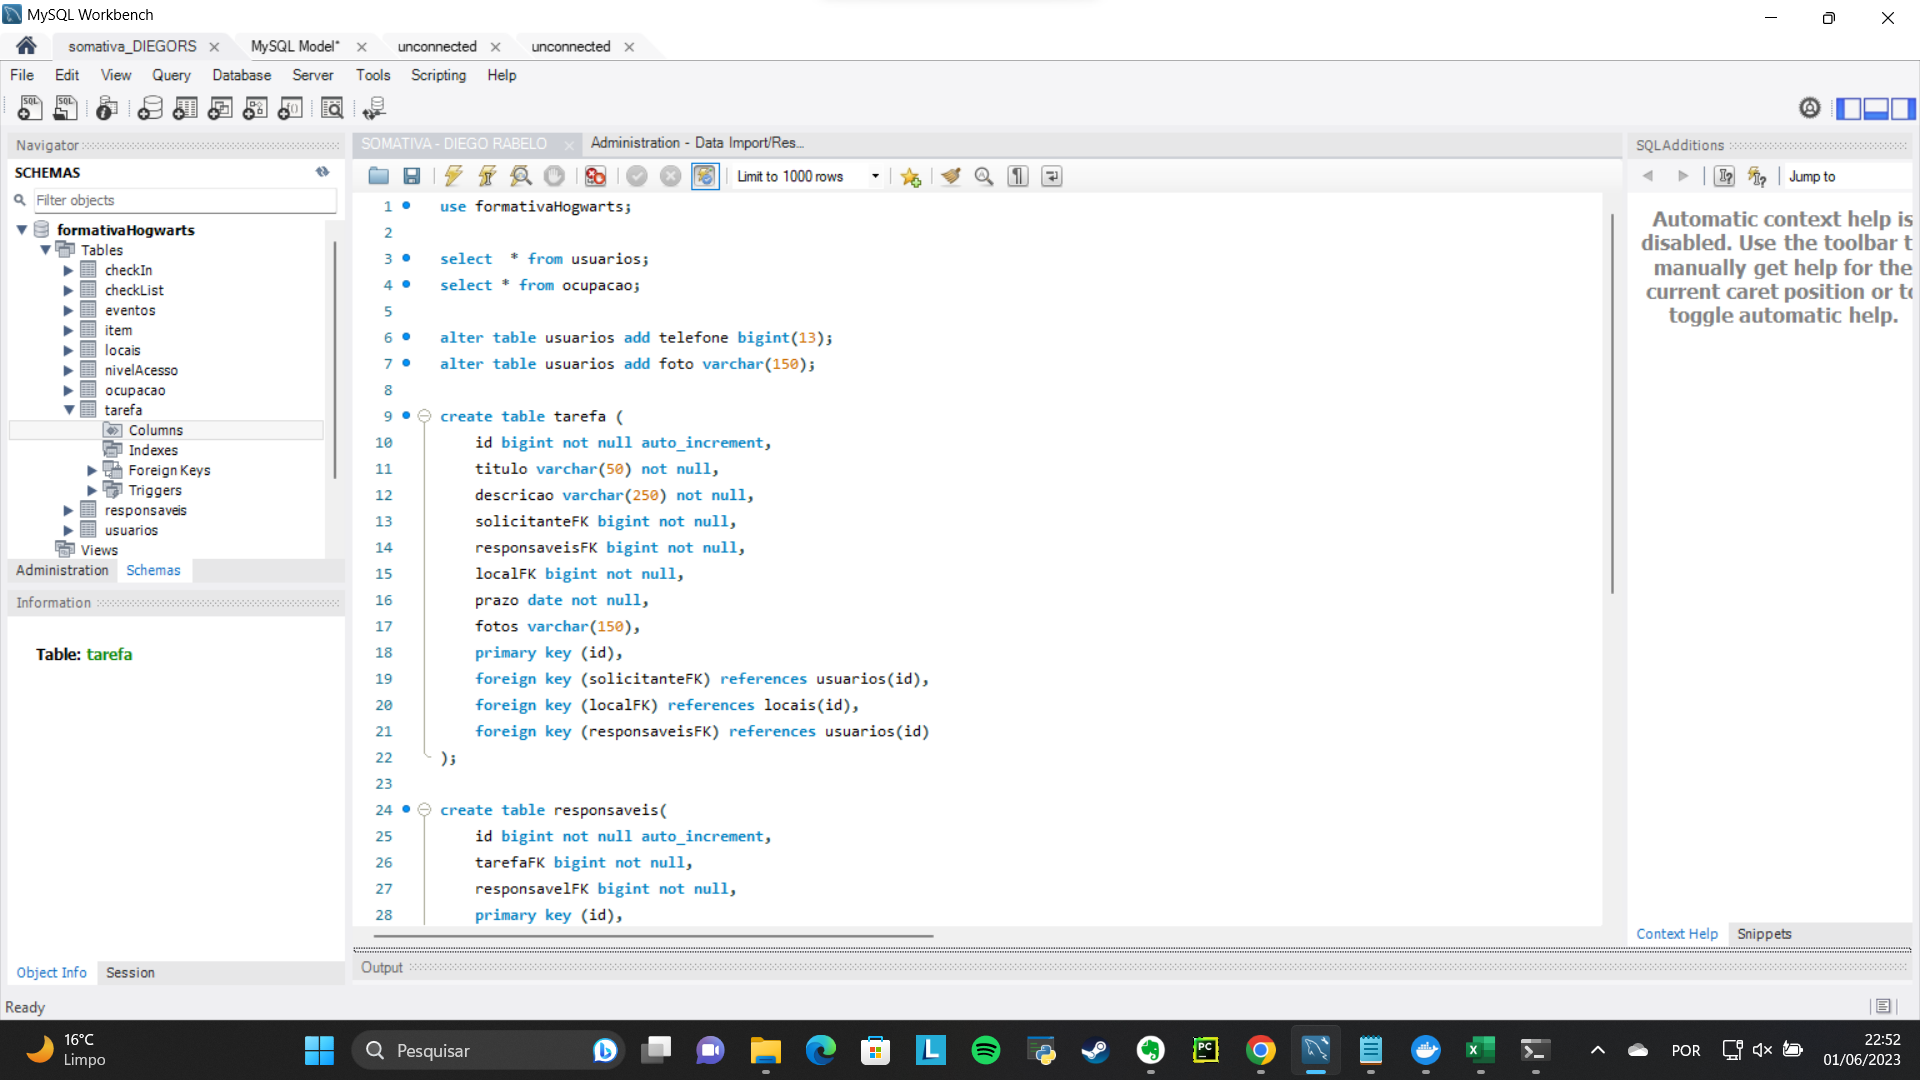 MySQL Workbench
somativa_DIEGORS
MySQL Model*
unconnected
unconnected
File Edit View Query Database Server Tools Scripting Help
Navigator
SCHEMAS
Filter objects
formativaHogwarts
Tables
checkIn
checkList
eventos
item
locais
nivelAcesso
ocupacao
tarefa
Columns
Indexes
Foreign Keys
Triggers
responsaveis
usuarios
Views
Administration Schemas
Information
Table: tarefa
Object Info Session
Ready
SOMATIVA - DIEGO RABELO
Administration - Data Import/Res...
Limit to 1000 rows
1 use formativaHogwarts;
2
3 select  * from usuarios;
4 select * from ocupacao;
5
6 alter table usuarios add telefone bigint(13);
7 alter table usuarios add foto varchar(150);
8
9 create table tarefa (
10 id bigint not null auto_increment,
11 titulo varchar(50) not null,
12 descricao varchar(250) not null,
13 solicitanteFK bigint not null,
14 responsaveisFK bigint not null,
15 localFK bigint not null,
16 prazo date not null,
17 fotos varchar(150),
18 primary key (id),
19 foreign key (solicitanteFK) references usuarios(id),
20 foreign key (localFK) references locais(id),
21 foreign key (responsaveisFK) references usuarios(id)
22 );
23
24 create table responsaveis(
25 id bigint not null auto_increment,
26 tarefaFK bigint not null,
27 responsavelFK bigint not null,
28 primary key (id),
Output
SQLAdditions
Jump to
Automatic context help is
disabled. Use the toolbar t
manually get help for the
current caret position or to
toggle automatic help.
Context Help Snippets
16°C
Limpo
Pesquisar
POR
22:52
01/06/2023